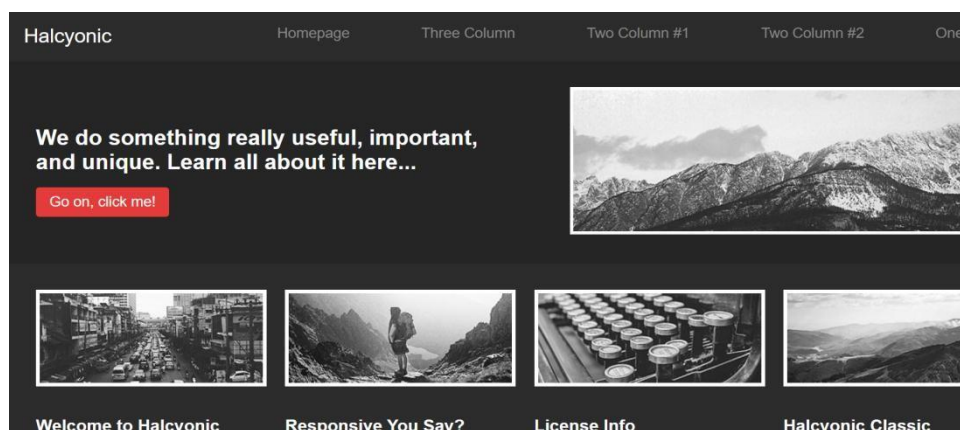 Halcyonic Homepage Three Column Two Column #1 Two Column #2 One
We do something really useful, important,
and unique. Learn all about it here...
Go on, click me!
Welcome to Halcyonic Responsive You Say? License Info Halcyonic Classic